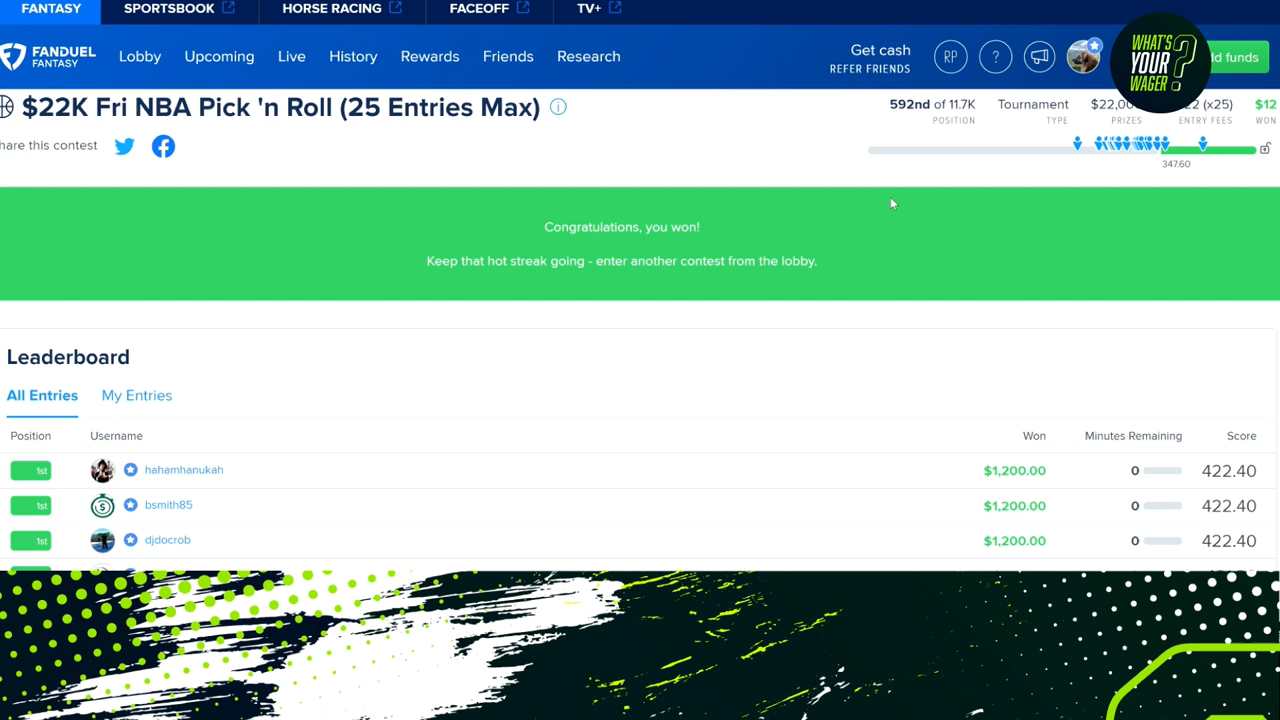 FANTASY SPORTSBOOK HORSE RACING FACEOFF TV+
FANDUEL
FANTASY
Lobby Upcoming Live History Rewards Friends Research
Get cash
REFER FRIENDS
RP
?
WHAT'S
YOUR
WAGER
?
dd funds
$22K Fri NBA Pick 'n Roll (25 Entries Max)
592nd of 11.7K
POSITION
Tournament
TYPE
$22,00
PRIZES
2 (x25)
ENTRY FEES
$12
WON
hare this contest
347.60
Congratulations, you won!
Keep that hot streak going - enter another contest from the lobby.
Leaderboard
All Entries My Entries
Position Username Won Minutes Remaining Score
1st hahamhanukah $1,200.00 0 422.40
1st bsmith85 $1,200.00 0 422.40
1st djdocrob $1,200.00 0 422.40